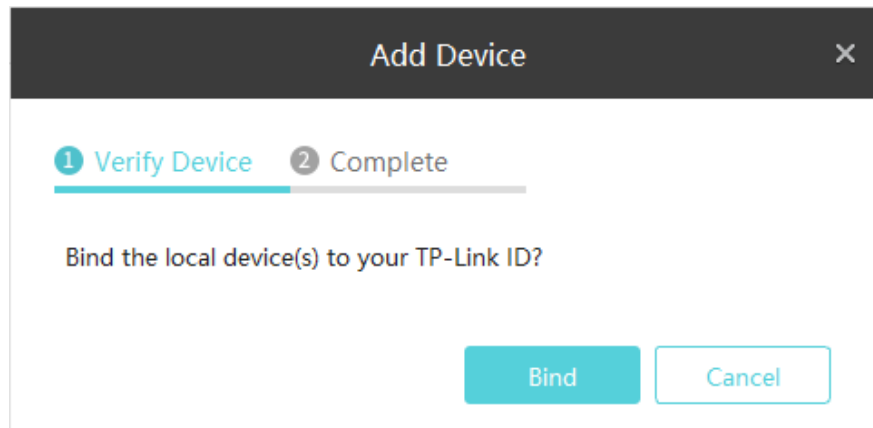 Add Device
1 Verify Device 2 Complete
Bind the local device(s) to your TP-Link ID?
Bind Cancel